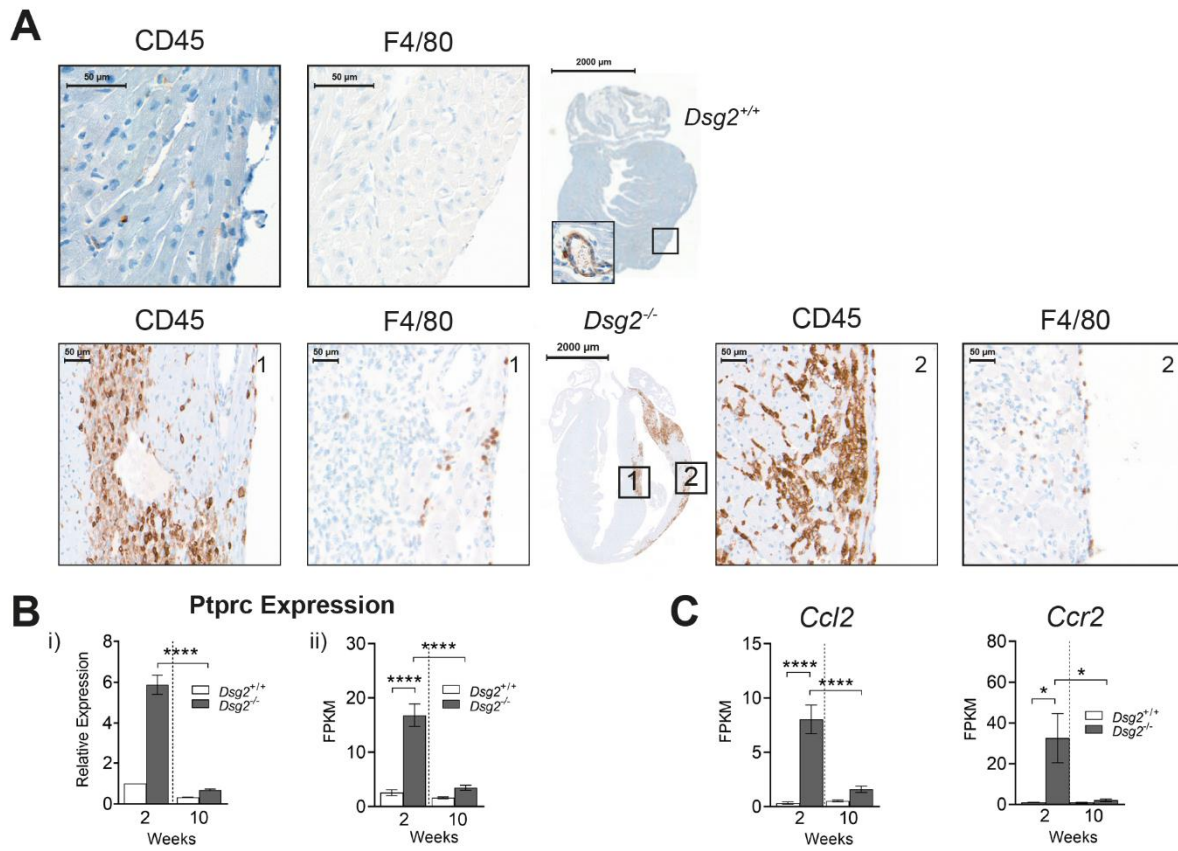 A
CD45
F4/80
50 µm
50 µm
2000 µm
Dsg2+/+
CD45
F4/80
Dsg2-/-
CD45
F4/80
50 µm
1
50 µm
1
2000 µm
1
2
50 µm
2
50 µm
2
B
Ptprc Expression
i)
Relative Expression
8
6
4
2
0
****
Dsg2+/+
Dsg2-/-
2
10
Weeks
ii)
FPKM
30
20
10
0
****
****
Dsg2+/+
Dsg2-/-
2
10
Weeks
C
Ccl2
FPKM
15
10
5
0
****
****
2
10
Weeks
Ccr2
FPKM
80
60
40
20
0
*
*
Dsg2+/+
Dsg2-/-
2
10
Weeks